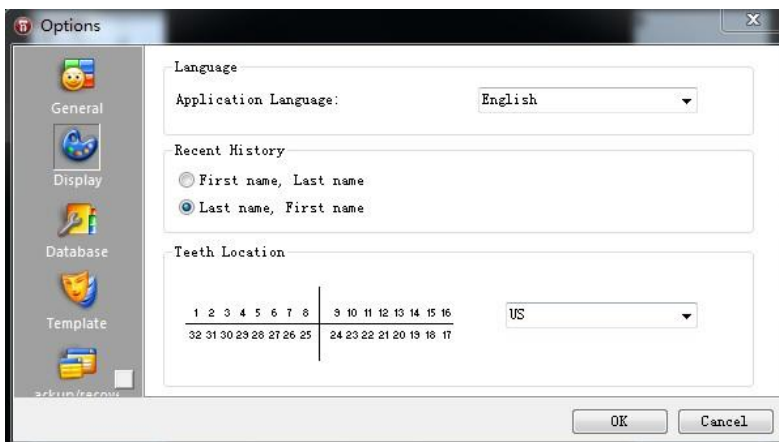 Options
General
Display
Database
Template
ackup/recov
Language
Application Language: English
Recent History
First name, Last name
Last name, First name
Teeth Location
1 2 3 4 5 6 7 8 9 10 11 12 13 14 15 16
32 31 30 29 28 27 26 25 24 23 22 21 20 19 18 17
US
OK Cancel